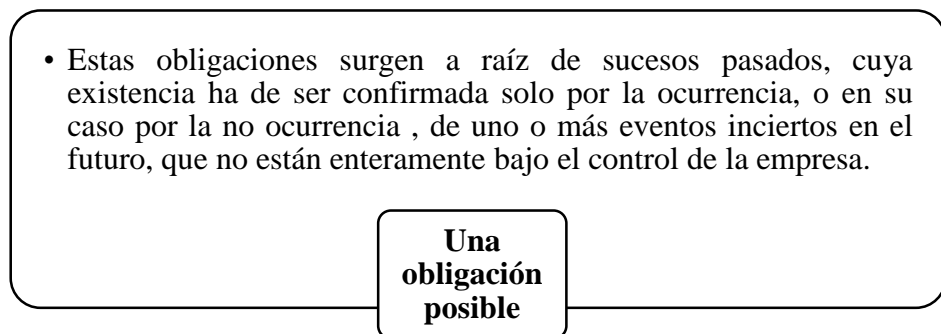 • Estas obligaciones surgen a raíz de sucesos pasados, cuya
existencia ha de ser confirmada solo por la ocurrencia, o en su
caso por la no ocurrencia , de uno o más eventos inciertos en el
futuro, que no están enteramente bajo el control de la empresa.
Una
obligación
posible